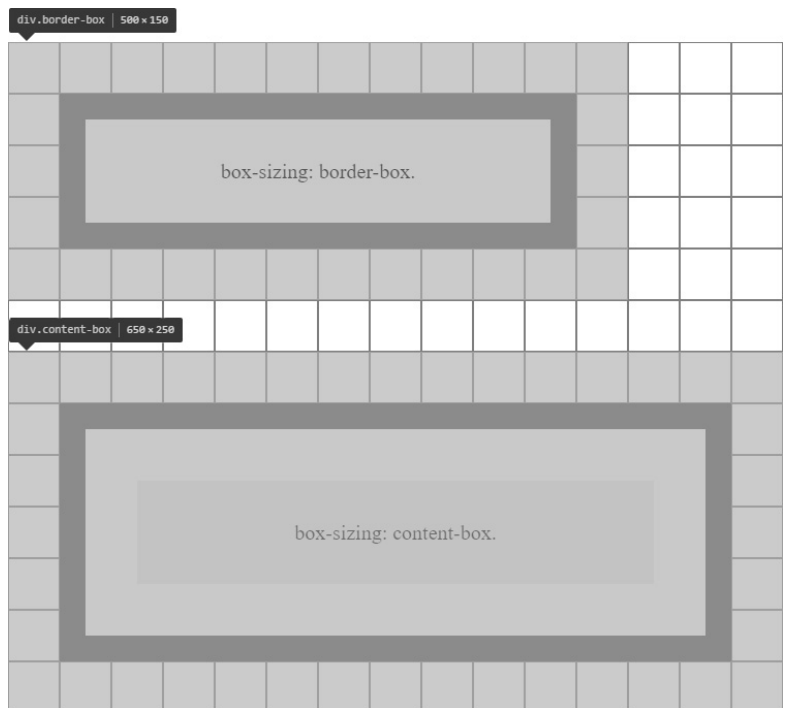 div.border-box | 500 × 150
box-sizing: border-box.
div.content-box | 650 × 250
box-sizing: content-box.